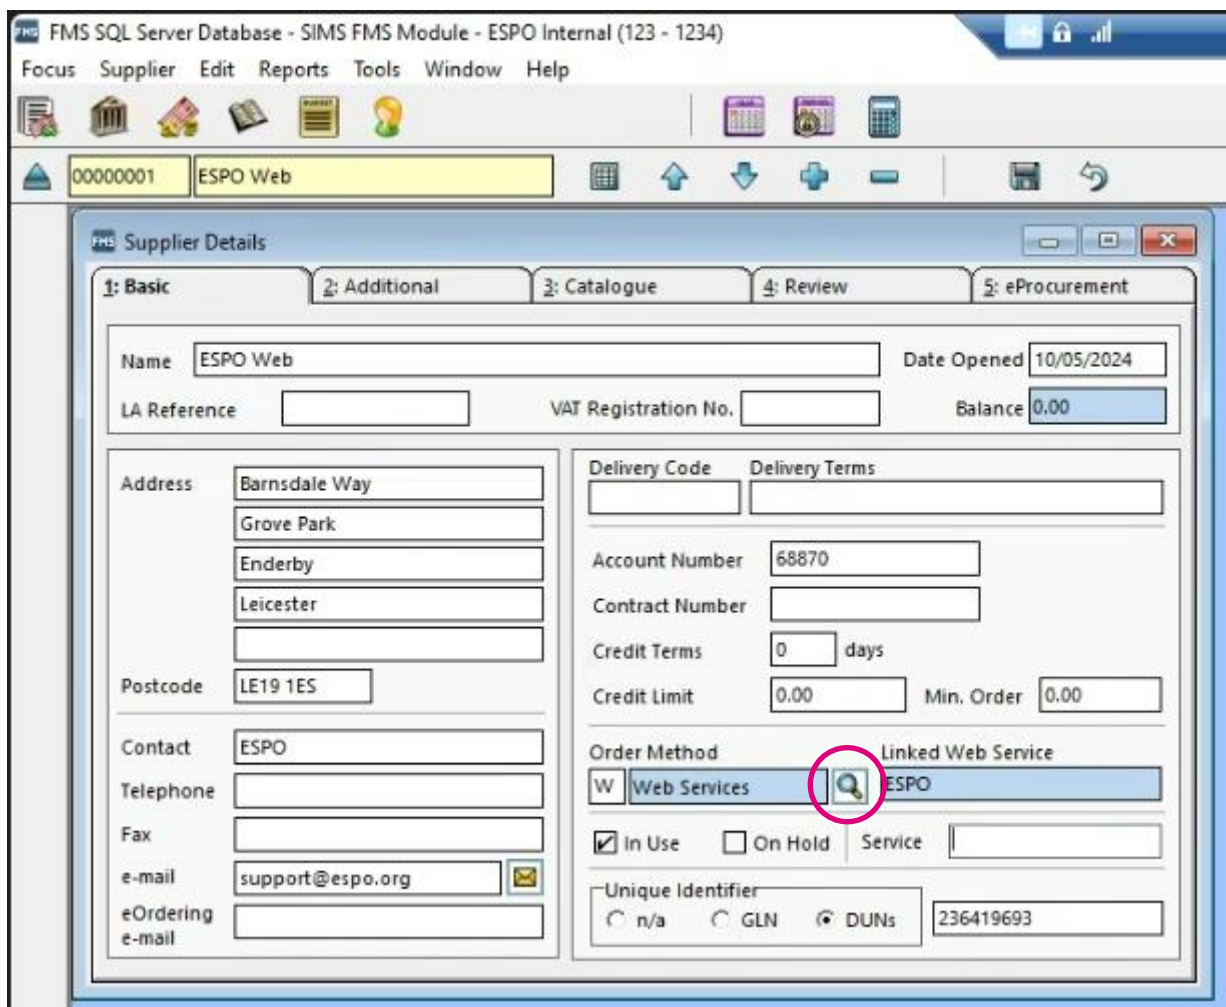 FMS SQL Server Database - SIMS FMS Module - ESPO Internal (123 - 1234)
Focus Supplier Edit Reports Tools Window Help
00000001 ESPO Web
Supplier Details
1: Basic 2: Additional 3: Catalogue 4: Review 5: eProcurement
Name ESPO Web Date Opened 10/05/2024
LA Reference VAT Registration No. Balance 0.00
Address Barnsdale Way
Grove Park
Enderby
Leicester
Postcode LE19 1ES
Contact ESPO
Telephone
Fax
e-mail support@espo.org
eOrdering
e-mail
Delivery Code Delivery Terms
Account Number 68870
Contract Number
Credit Terms 0 days
Credit Limit 0.00 Min. Order 0.00
Order Method Linked Web Service
W Web Services ESPO
In Use On Hold Service
Unique Identifier
n/a GLN DUNs 236419693